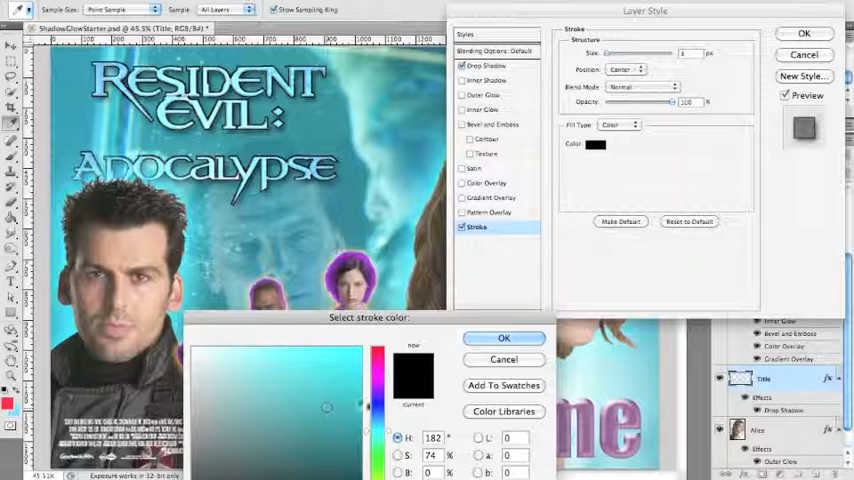 Sample Size: Point Sample Sample All Layers Show Sampling Ring
Layer Style
ShadowGlowStarter.psd @ 45.5% (Title, RGB/8#) *
RESIDENT
EVIL:
Apocalypse
Styles
Blending Options: Default
Drop Shadow
Inner Shadow
Outer Glow
Inner Glow
Bevel and Emboss
Contour
Texture
Satin
Color Overlay
Gradient Overlay
Pattern Overlay
Stroke
Stroke
Structure
Size: 3 px
Position: Center
Blend Mode: Normal
Opacity: 100 %
Fill Type: Color
Color:
Make Default Reset to Default
OK
Cancel
New Style...
Preview
Select stroke color:
new
current
OK
Cancel
Add To Swatches
Color Libraries
H: 182 °
S: 74 %
B: 0 %
L: 0
a: 0
b: 0
me
Inner Glow
Bevel and Emboss
Color Overlay
Gradient Overlay
Title fx
Effects
Drop Shadow
Alice fx
Effects
Outer Glow
45.51% Exposure works in 32-bit only